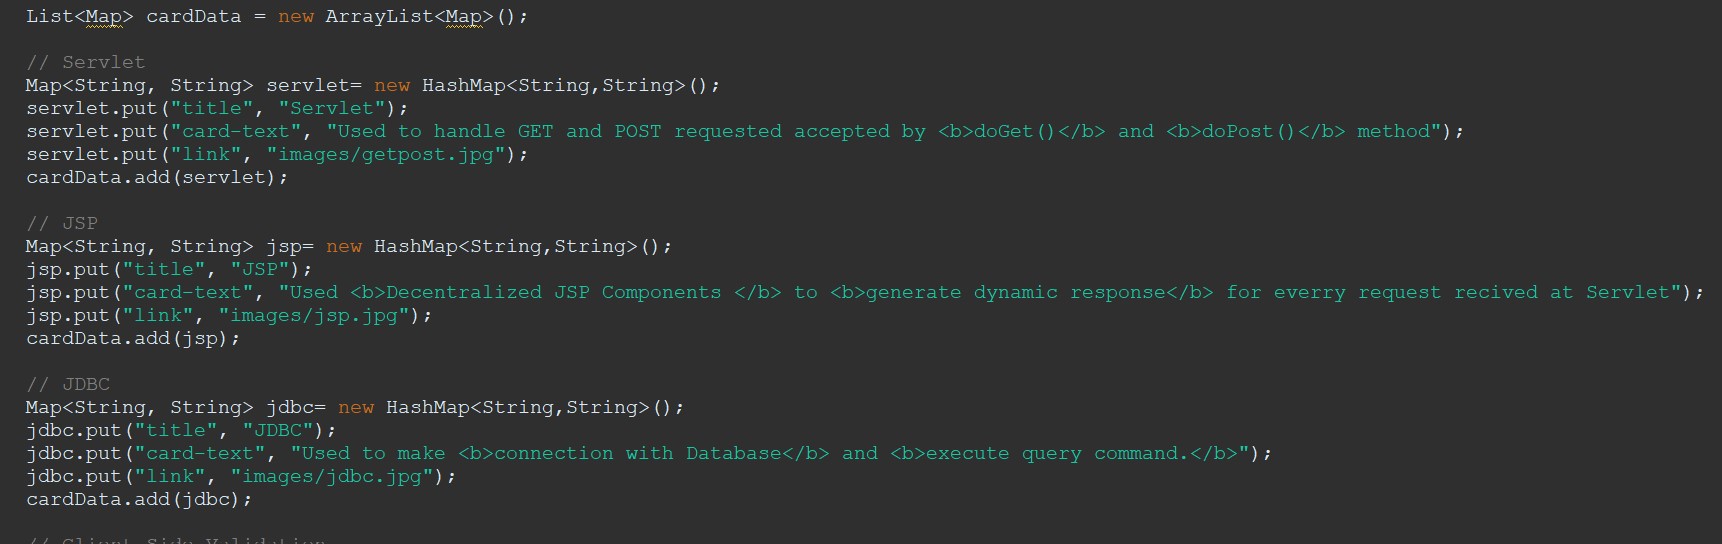 List<Map> cardData = new ArrayList<Map>();
// Servlet
Map<String, String> servlet= new HashMap<String,String>();
servlet.put("title", "Servlet");
servlet.put("card-text", "Used to handle GET and POST requested accepted by <b>doGet()</b> and <b>doPost()</b> method");
servlet.put("link", "images/getpost.jpg");
cardData.add(servlet);
// JSP
Map<String, String> jsp= new HashMap<String,String>();
jsp.put("title", "JSP");
jsp.put("card-text", "Used <b>Decentralized JSP Components </b> to <b>generate dynamic response</b> for everry request recived at Servlet");
jsp.put("link", "images/jsp.jpg");
cardData.add(jsp);
// JDBC
Map<String, String> jdbc= new HashMap<String,String>();
jdbc.put("title", "JDBC");
jdbc.put("card-text", "Used to make <b>connection with Database</b> and <b>execute query command.</b>");
jdbc.put("link", "images/jdbc.jpg");
cardData.add(jdbc);
// Client Side Validation